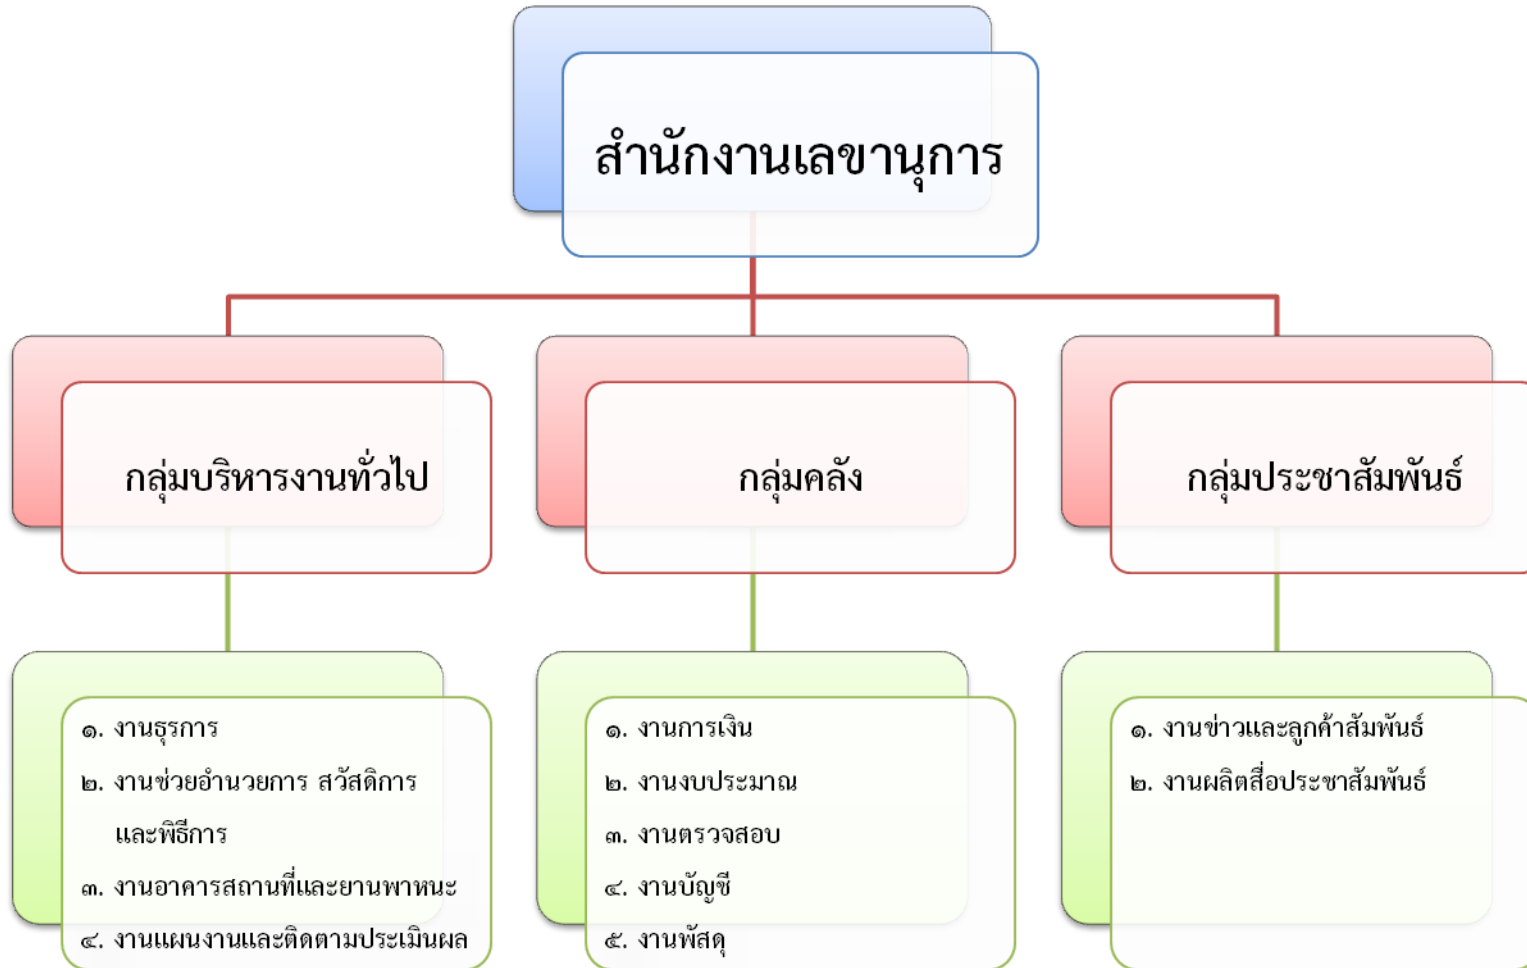 สำนักงานเลขานุการ
กลุ่มบริหารงานทั่วไป
กลุ่มคลัง
กลุ่มประชาสัมพันธ์
๑. งานธุรการ
๒. งานช่วยอำนวยการ สวัสดิการ
และพิธีการ
๓. งานอาคารสถานที่และยานพาหนะ
๔. งานแผนงานและติดตามประเมินผล
๑. งานการเงิน
๒. งานงบประมาณ
๓. งานตรวจสอบ
๔. งานบัญชี
๕. งานพัสดุ
๑. งานข่าวและลูกค้าสัมพันธ์
๒. งานผลิตสื่อประชาสัมพันธ์